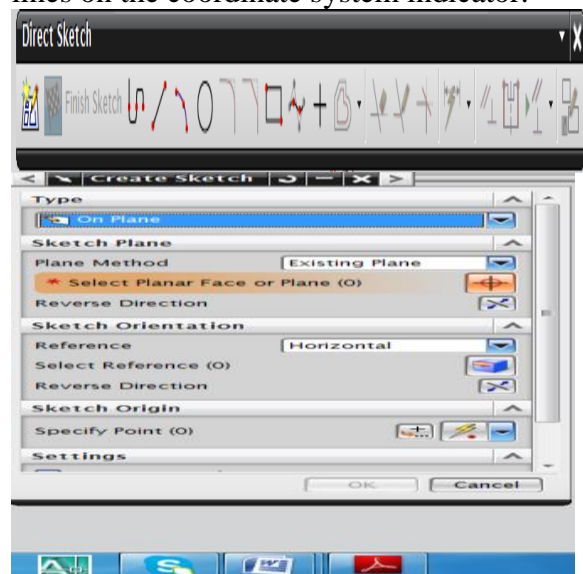 lines on the coordinate system indicator.
Direct Sketch
Finish Sketch
Create Sketch
Type
On Plane
Sketch Plane
Plane Method Existing Plane
* Select Planar Face or Plane (0)
Reverse Direction
Sketch Orientation
Reference Horizontal
Select Reference (0)
Reverse Direction
Sketch Origin
Specify Point (0)
Settings
OK Cancel